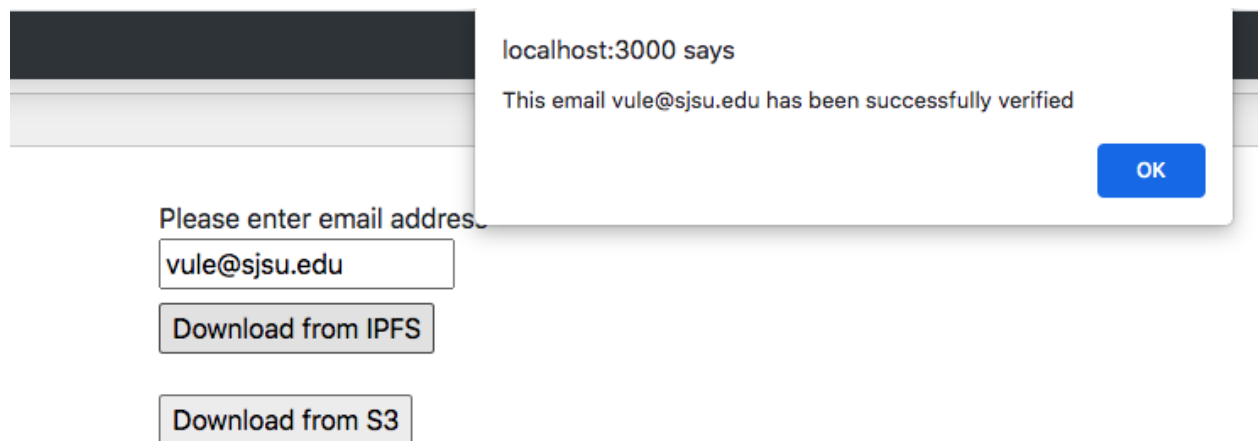 localhost:3000 says
This email vule@sjsu.edu has been successfully verified
OK
Please enter email address
vule@sjsu.edu
Download from IPFS
Download from S3